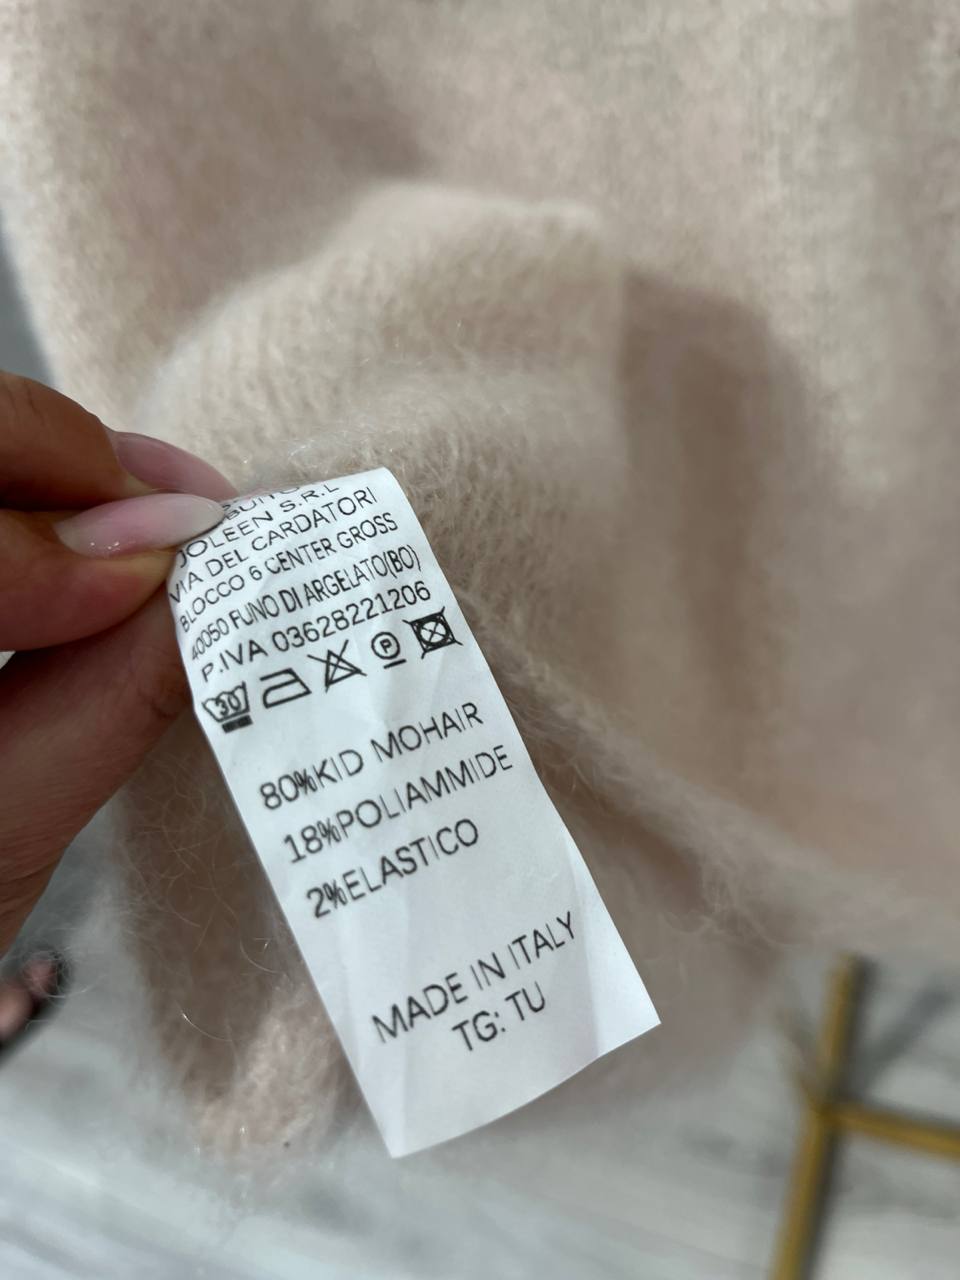 JOLEEN S.R.L
VIA DEL CARDATORI
BLOCCO 6 CENTER GROSS
40050 FUNO DI ARGELATO(BO)
P.IVA 03628221206
30 P
80%KID MOHAIR
18%POLIAMMIDE
2%ELASTICO
MADE IN ITALY
TG: TU